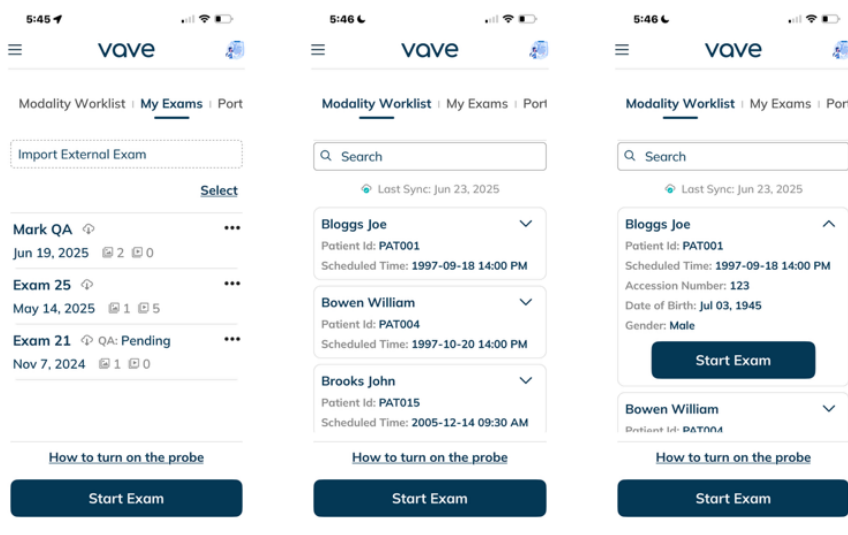 5:45
vave
Modality Worklist My Exams Port
Import External Exam
Select
Mark QA
Jun 19, 2025 2 0
Exam 25
May 14, 2025 1 5
Exam 21 QA: Pending
Nov 7, 2024 1 0
How to turn on the probe
Start Exam
5:46
vave
Modality Worklist My Exams Port
Search
Last Sync: Jun 23, 2025
Bloggs Joe
Patient Id: PAT001
Scheduled Time: 1997-09-18 14:00 PM
Bowen William
Patient Id: PAT004
Scheduled Time: 1997-10-20 14:00 PM
Brooks John
Patient Id: PAT015
Scheduled Time: 2005-12-14 09:30 AM
How to turn on the probe
Start Exam
5:46
vave
Modality Worklist My Exams Port
Search
Last Sync: Jun 23, 2025
Bloggs Joe
Patient Id: PAT001
Scheduled Time: 1997-09-18 14:00 PM
Accession Number: 123
Date of Birth: Jul 03, 1945
Gender: Male
Start Exam
Bowen William
Patient Id: PAT004
How to turn on the probe
Start Exam